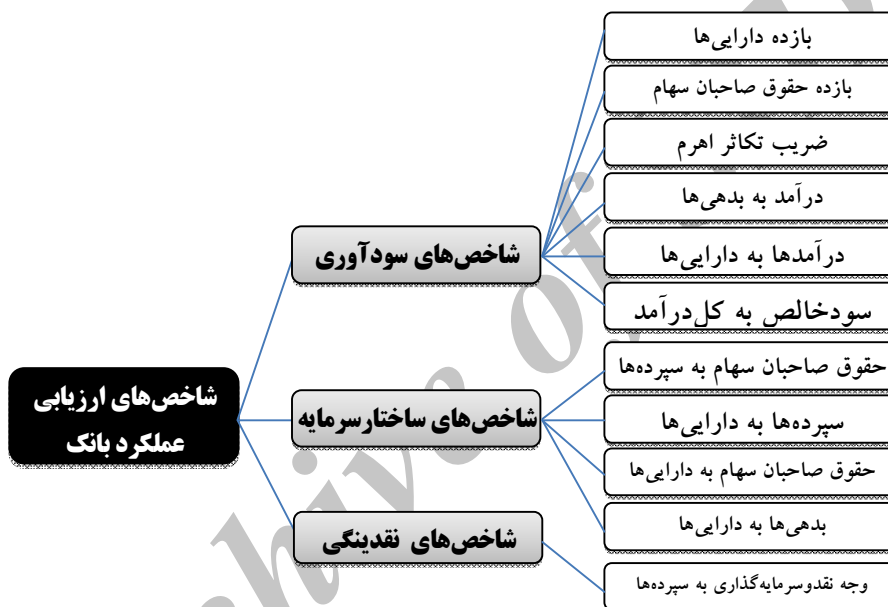 شاخص‌های ارزیابی
عملکرد بانک
شاخص‌های سودآوری
بازده دارایی‌ها
بازده حقوق صاحبان سهام
ضریب تکاثر اهرم
درآمد به بدهی‌ها
درآمدها به دارایی‌ها
سودخالص به کل‌درآمد
شاخص‌های ساختارسرمایه
حقوق صاحبان سهام به سپرده‌ها
سپرده‌ها به دارایی‌ها
حقوق صاحبان سهام به دارایی‌ها
بدهی‌ها به دارایی‌ها
شاخص‌های نقدینگی
وجه نقدوسرمایه‌گذاری به سپرده‌ها
chive of